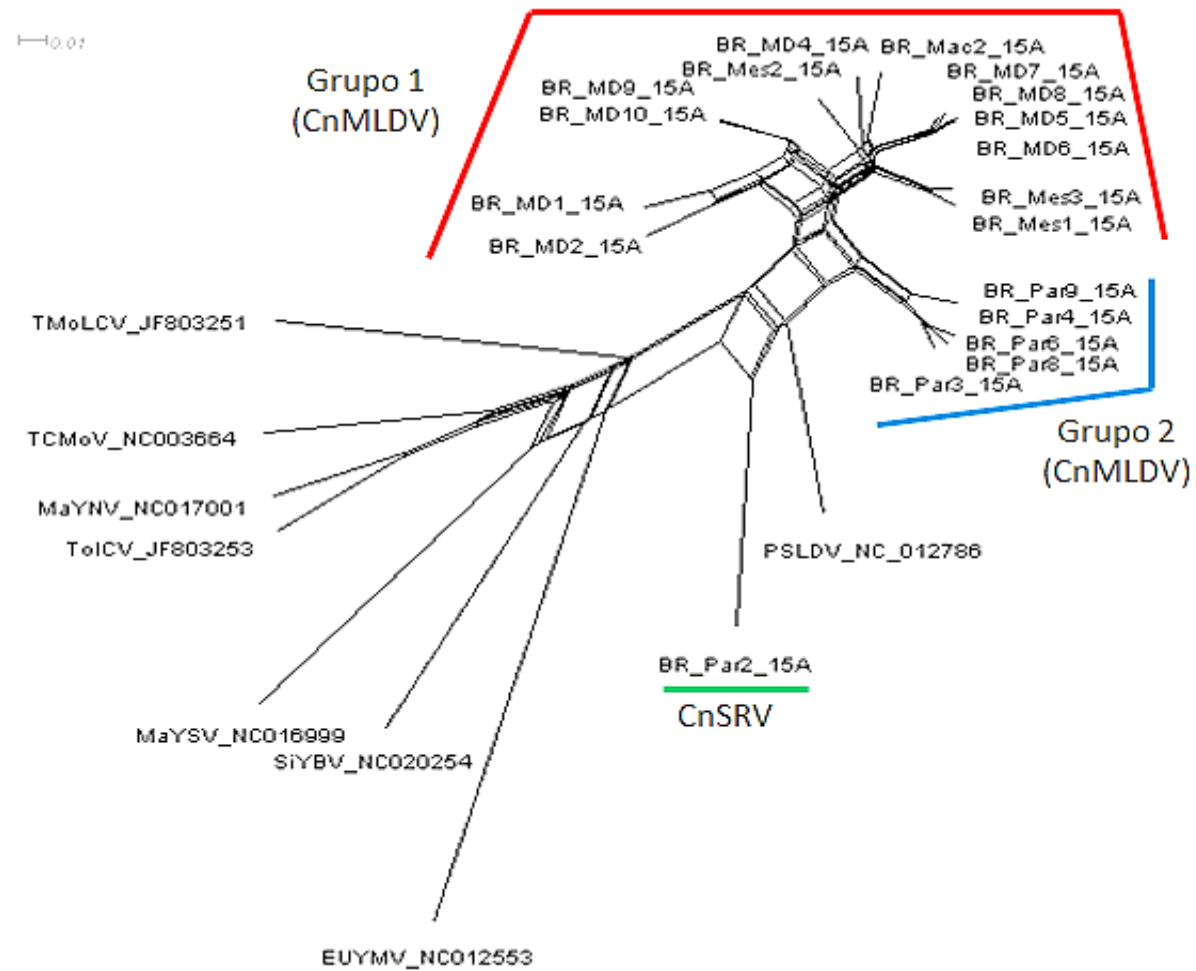 0.01
Grupo 1
(CnMLDV)
BR_MD4_15A
BR_Mac2_15A
BR_Mes2_15A
BR_MD7_15A
BR_MD9_15A
BR_MD8_15A
BR_MD10_15A
BR_MD5_15A
BR_MD6_15A
BR_Mes3_15A
BR_MD1_15A
BR_Mes1_15A
BR_MD2_15A
BR_Par9_15A
BR_Par4_15A
BR_Par6_15A
BR_Par8_15A
BR_Par3_15A
Grupo 2
(CnMLDV)
TMoLCV_JF803251
TCMoV_NC003664
MaYNV_NC017001
TolCV_JF803253
PSLDV_NC_012786
BR_Par2_15A
CnSRV
MaYSV_NC016999
SiYBV_NC020254
EUYMV_NC012553